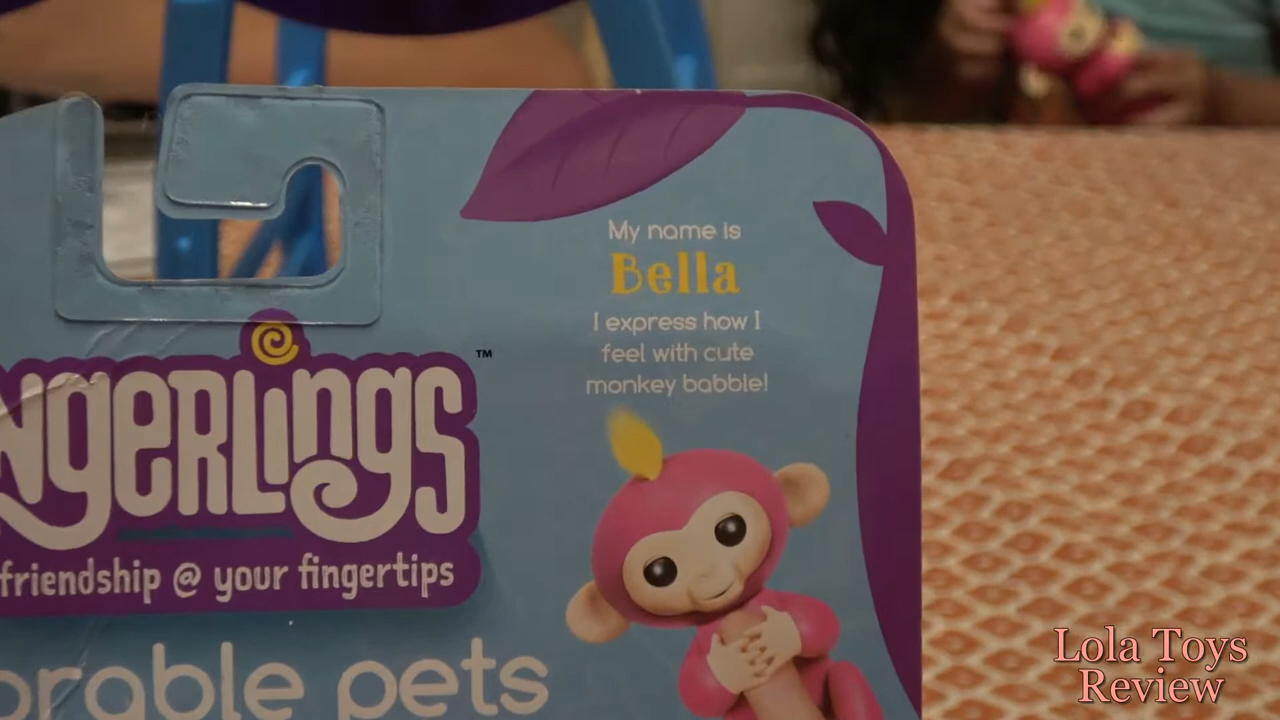 My name is
Bella
I express how I
feel with cute
monkey babble!
ngerlings
TM
friendship @ your fingertips
orable pets
Lola Toys
Review